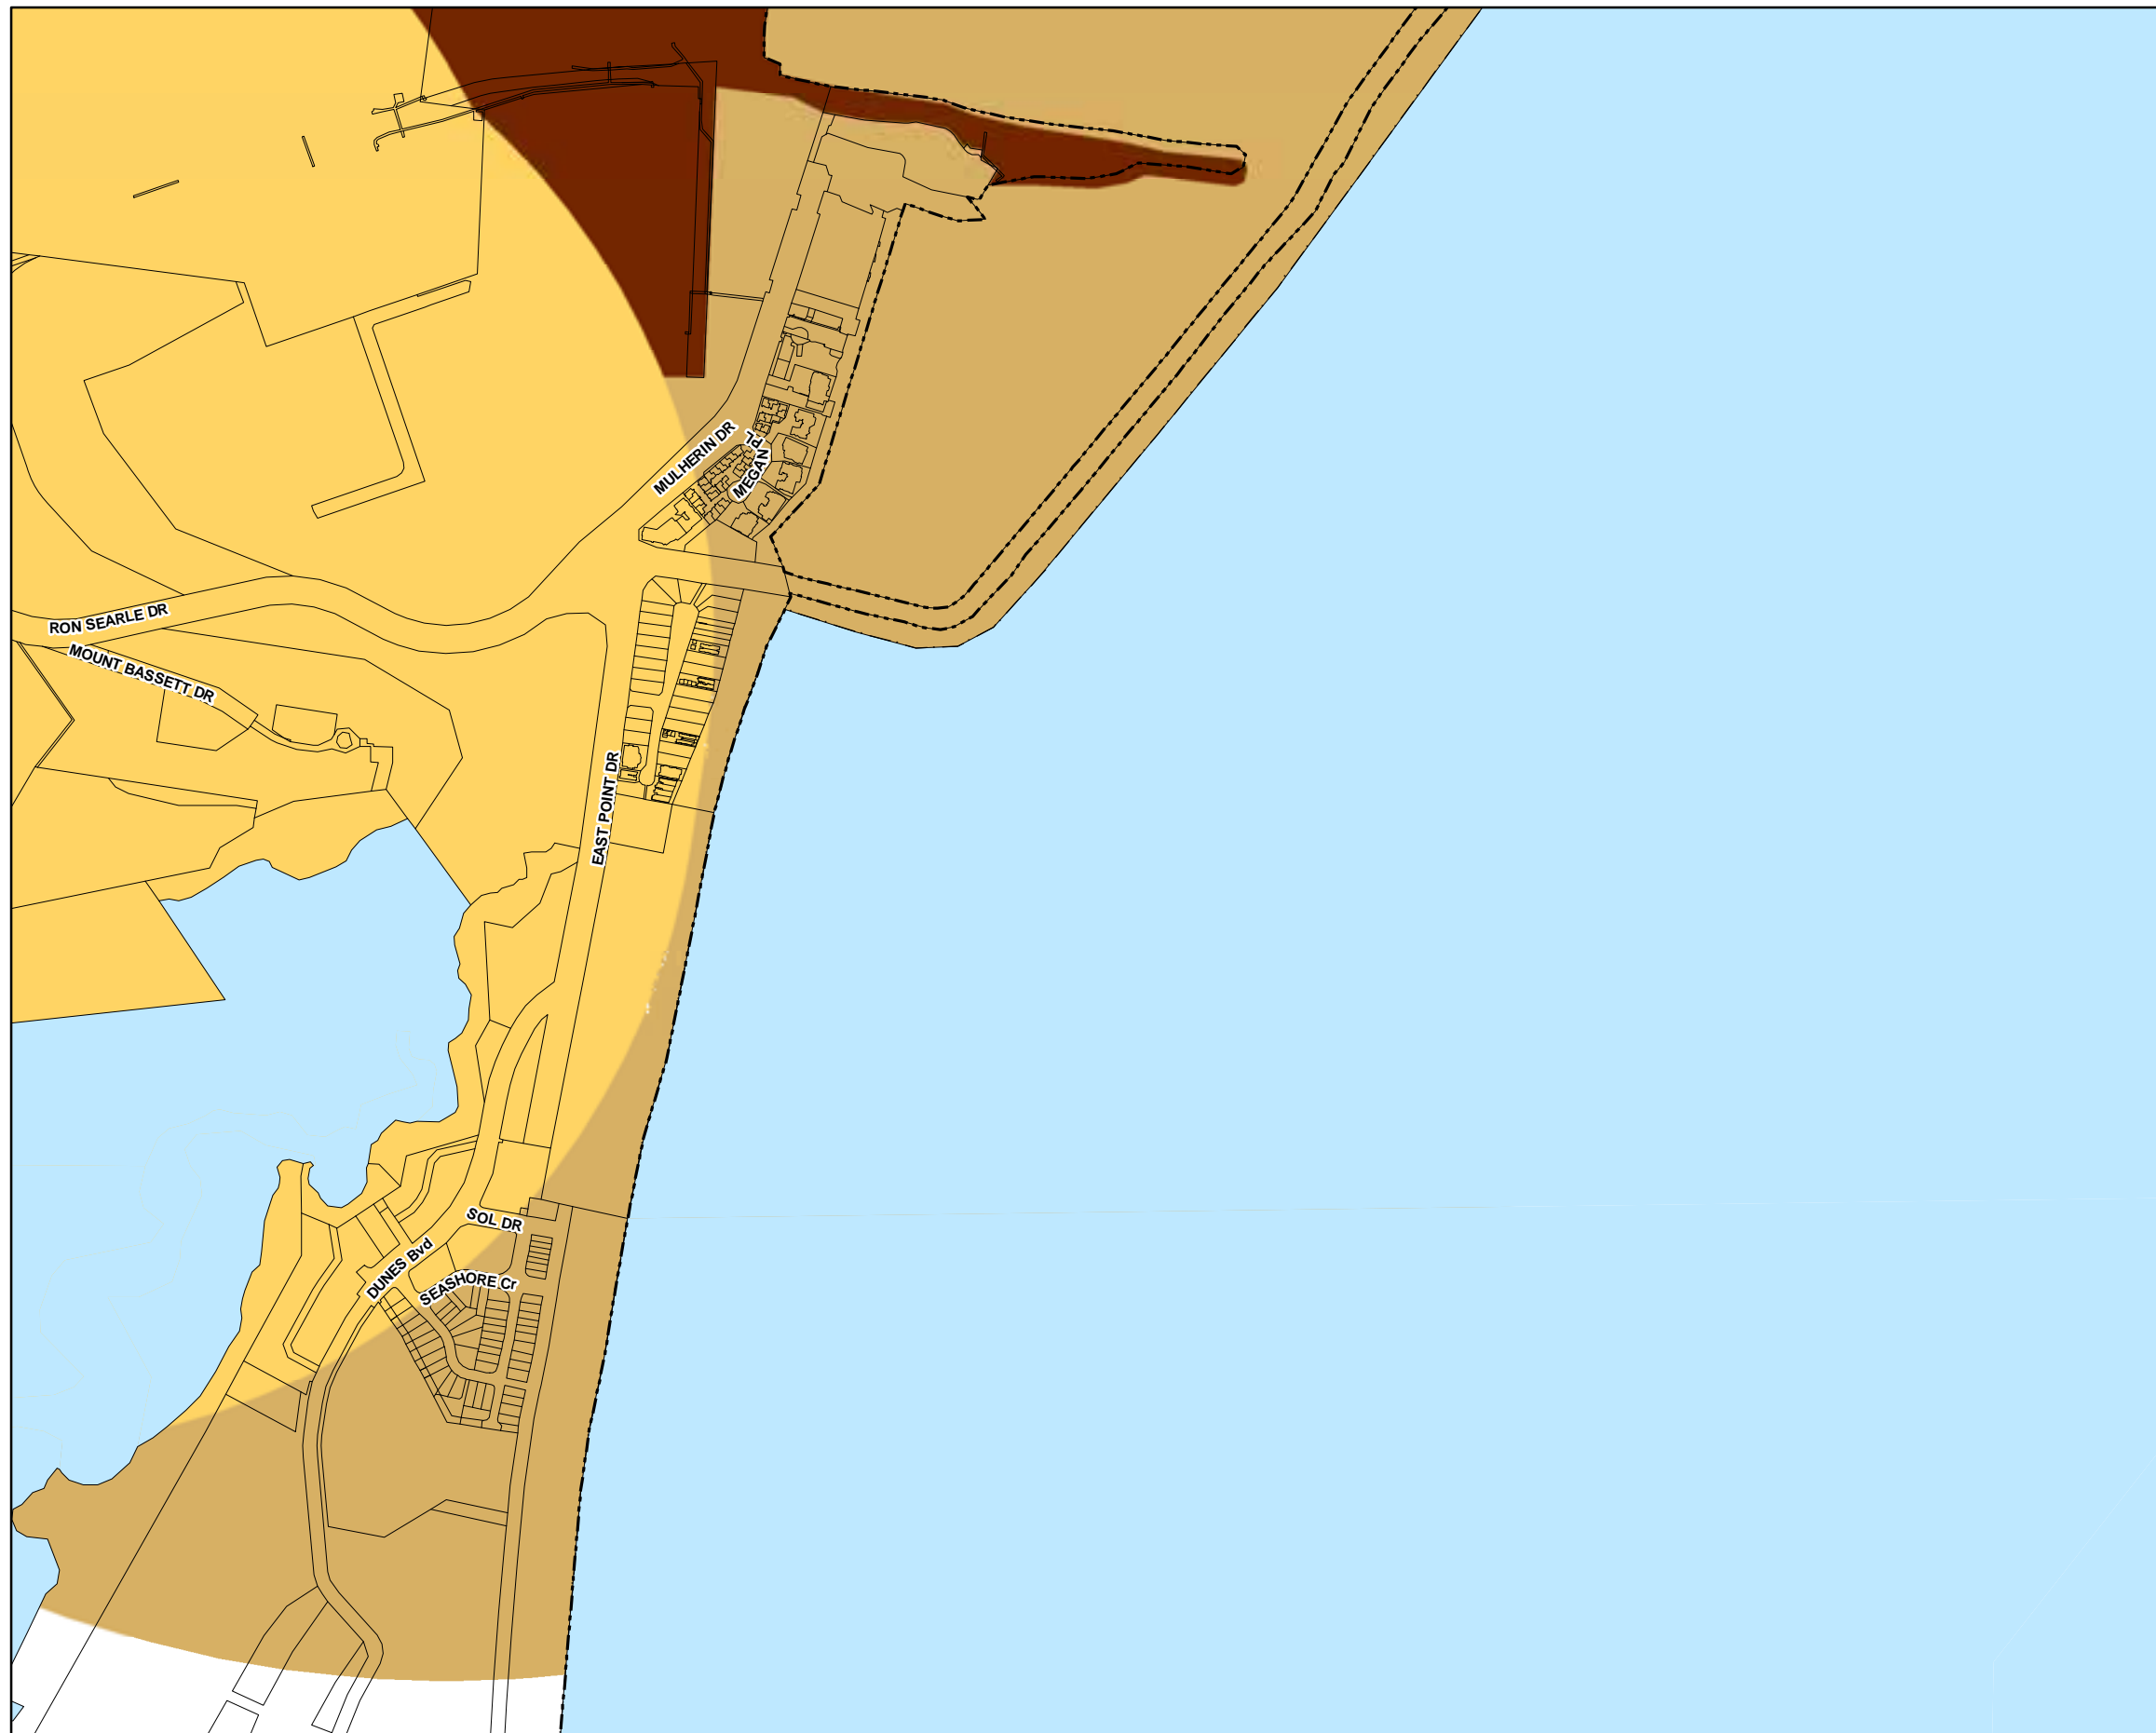 MULHERIN DR
MEGAN PL
RON SEARLE DR
MOUNT BASSETT DR
EAST POINT DR
SOL DR
DUNES Bvd
SEASHORE Cr